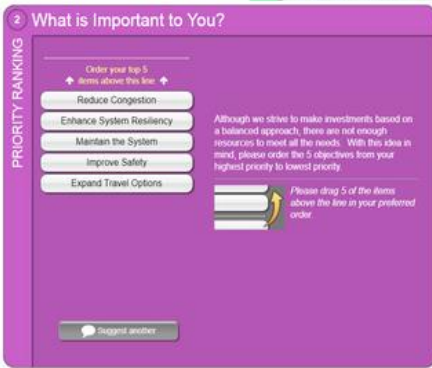 2 What is Important to You?
PRIORITY RANKING
Order your top 5
items above this line
Reduce Congestion
Enhance System Resiliency
Maintain the System
Improve Safety
Expand Travel Options
Although we strive to make investments based on
a balanced approach, there are not enough
resources to meet all the needs. With this idea in
mind, please order the 5 objectives from your
highest priority to lowest priority.
Please drag 5 of the items
above the line in your preferred
order.
Suggest another